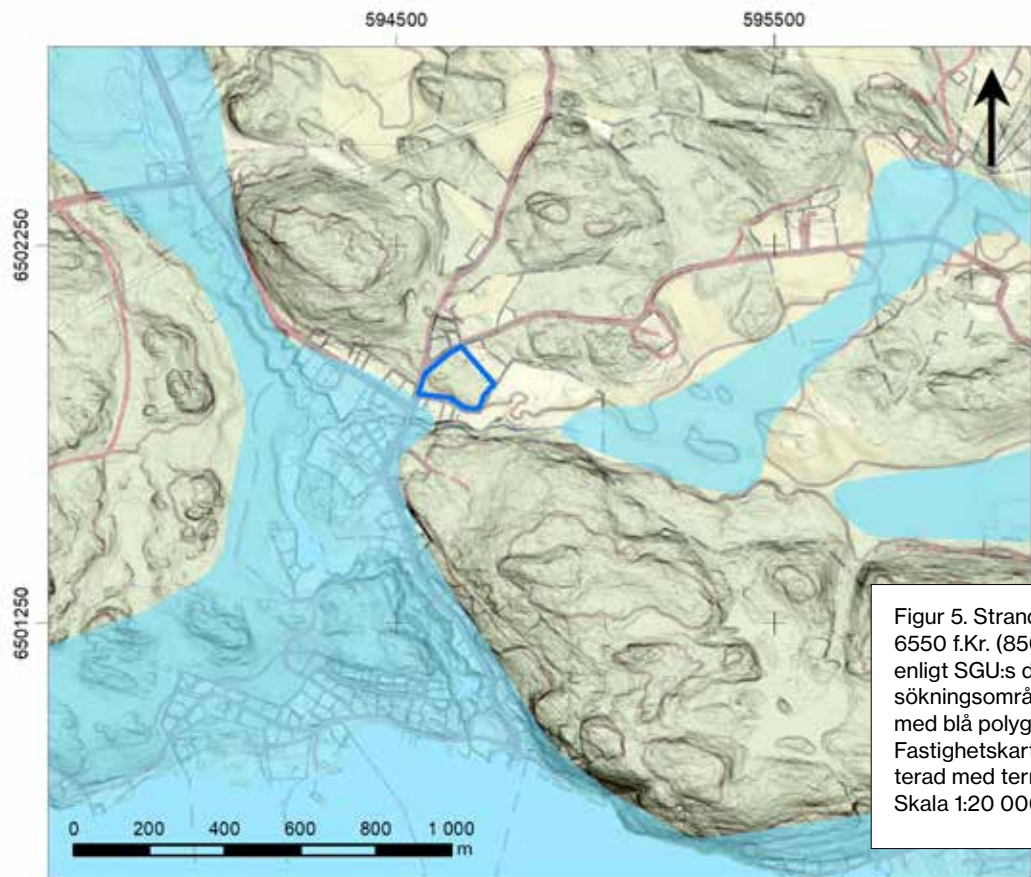 594500
595500
6502250
6501250
0
200
400
600
800
1 000
m
Figur 5. Strand
6550 f.Kr. (850
enligt SGU:s d
sökningsområ
med blå polyg
Fastighetskart
terad med terr
Skala 1:20 000